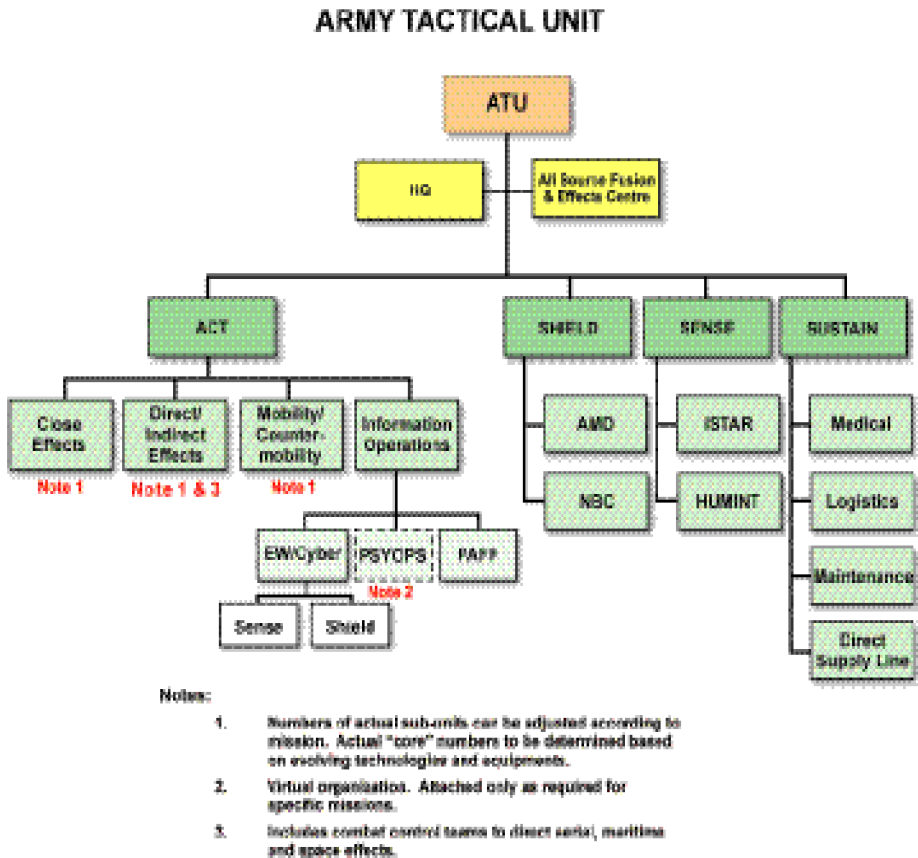 ARMY TACTICAL UNIT
ATU
HQ
All Source Fusion
& Effects Centre
ACT
SHIELD
SENSE
SUSTAIN
Close
Effects
Direct/
Indirect
Effects
Mobility/
Counter-
mobility
Information
Operations
AMD
ISTAR
Medical
Note 1
Note 1 & 3
Note 1
NBC
HUMINT
Logistics
EW/Cyber
PSYOPS
PAFF
Maintenance
Note 2
Sense
Shield
Direct
Supply Line
Notes:
1. Numbers of actual sub-units can be adjusted according to
mission. Actual "core" numbers to be determined based
on evolving technologies and equipments.
2. Virtual organization. Attached only as required for
specific missions.
3. Includes combat control teams to direct aerial, maritime
and space effects.